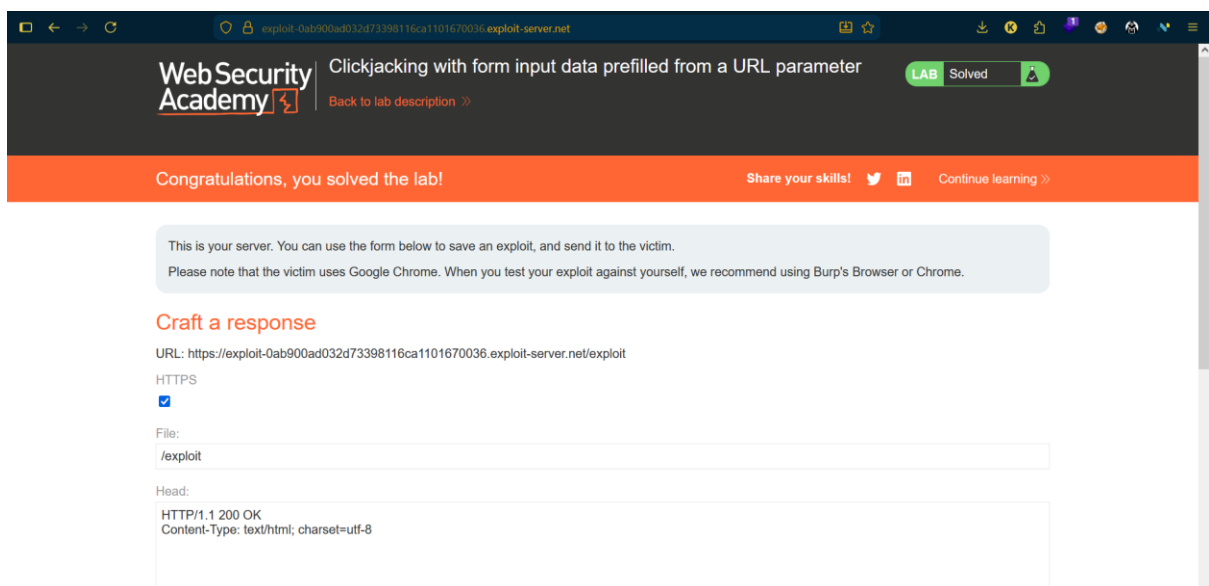 exploit-0ab900ad032d73398116ca1101670036.exploit-server.net
WebSecurity
Academy
Clickjacking with form input data prefilled from a URL parameter
Back to lab description
LAB Solved
Congratulations, you solved the lab!
Share your skills!
Continue learning
This is your server. You can use the form below to save an exploit, and send it to the victim.
Please note that the victim uses Google Chrome. When you test your exploit against yourself, we recommend using Burp's Browser or Chrome.
Craft a response
URL: https://exploit-0ab900ad032d73398116ca1101670036.exploit-server.net/exploit
HTTPS
File:
/exploit
Head:
HTTP/1.1 200 OK
Content-Type: text/html; charset=utf-8